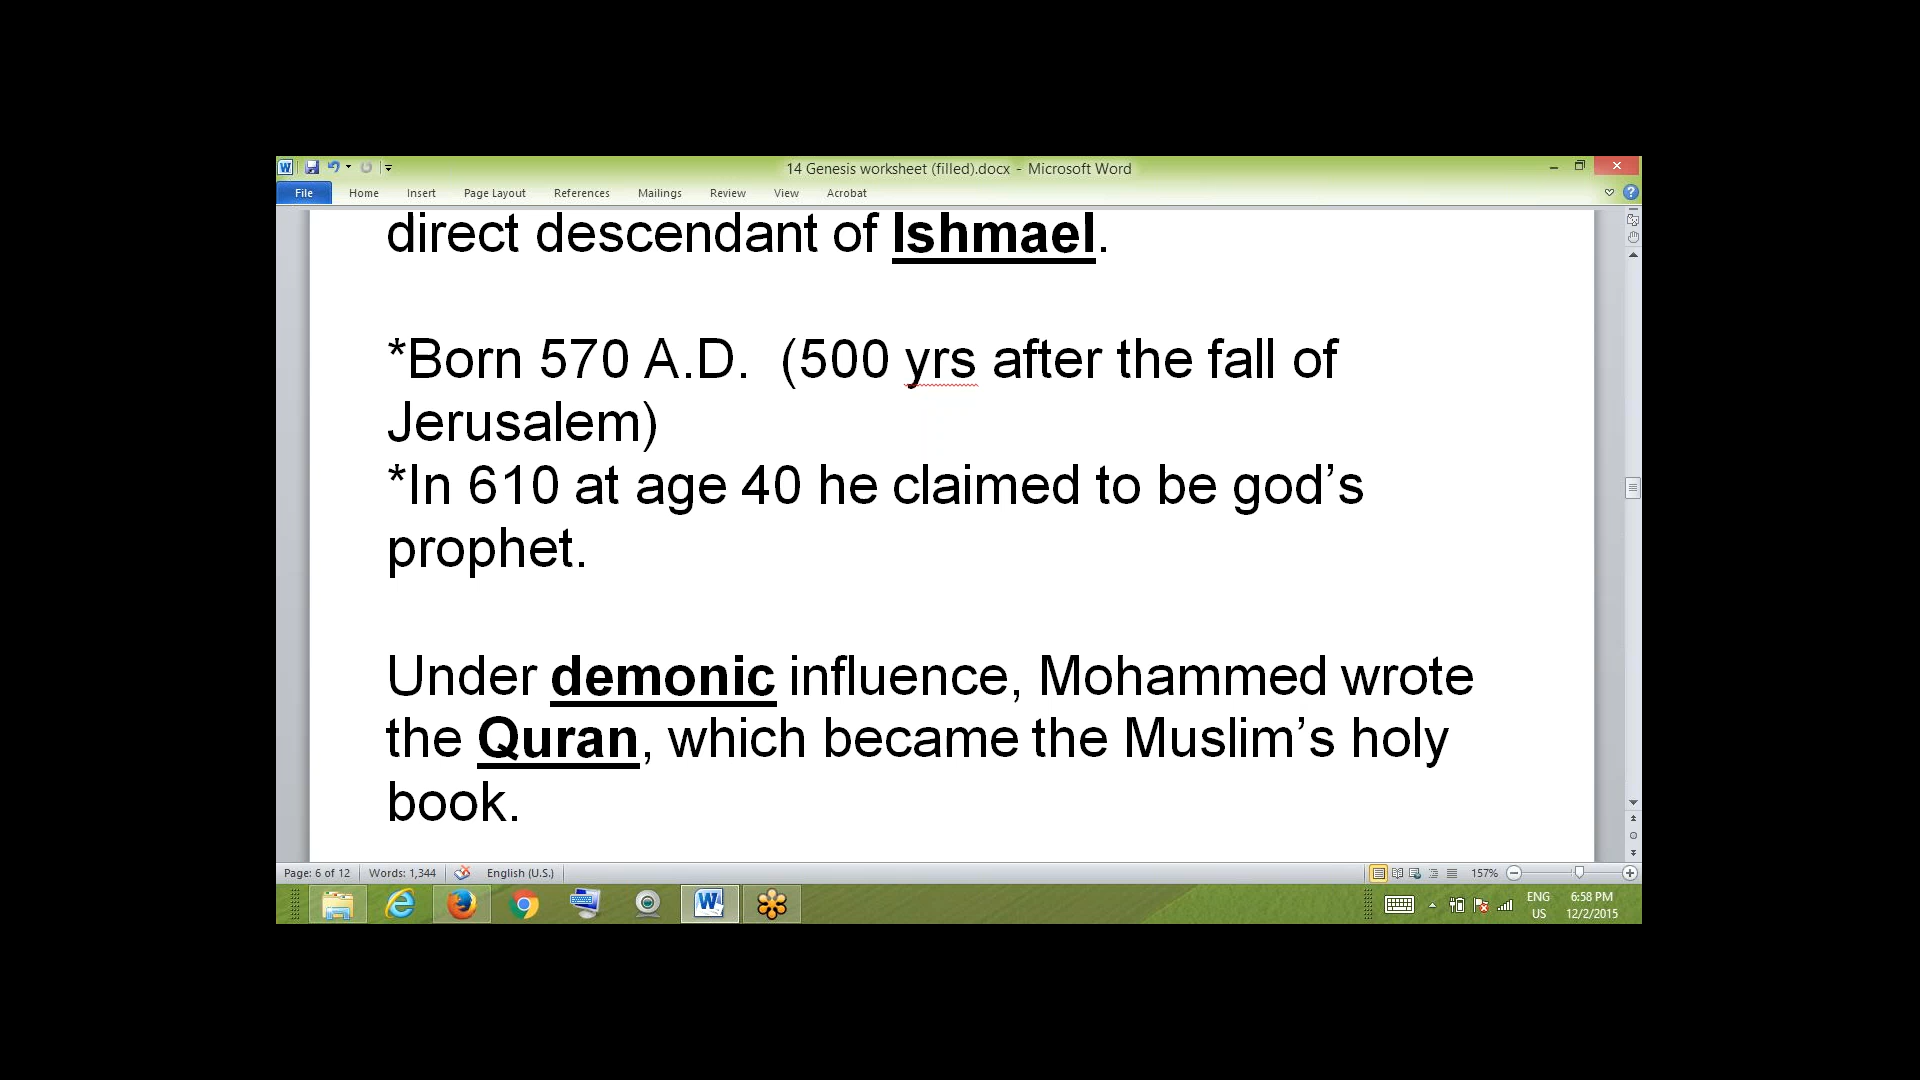 14 Genesis worksheet (filled).docx - Microsoft Word
File Home Insert Page Layout References Mailings Review View Acrobat
direct descendant of Ishmael.
*Born 570 A.D. (500 yrs after the fall of
Jerusalem)
*In 610 at age 40 he claimed to be god’s
prophet.
Under demonic influence, Mohammed wrote
the Quran, which became the Muslim’s holy
book.
Page: 6 of 12 Words: 1,344 English (U.S.) 157%
ENG 6:58 PM
US 12/2/2015